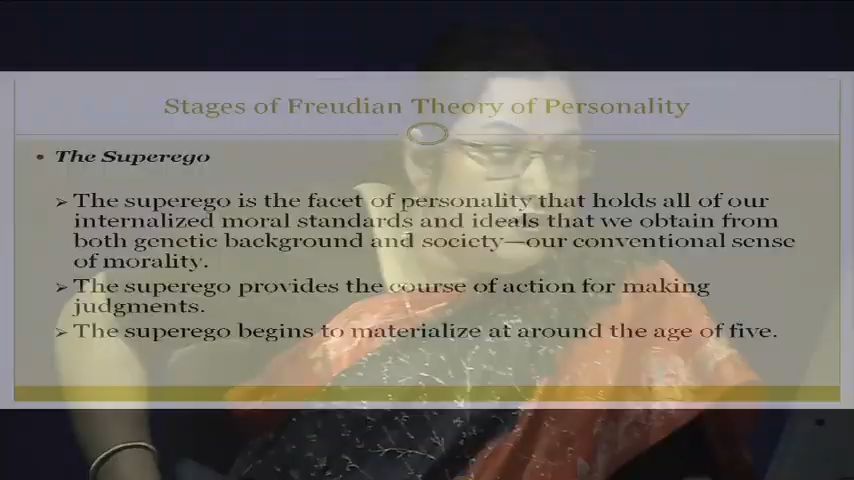 Stages of Freudian Theory of Personality
• The Superego
➢ The superego is the facet of personality that holds all of our
internalized moral standards and ideals that we obtain from
both genetic background and society—our conventional sense
of morality.
➢ The superego provides the course of action for making
judgments.
➢ The superego begins to materialize at around the age of five.